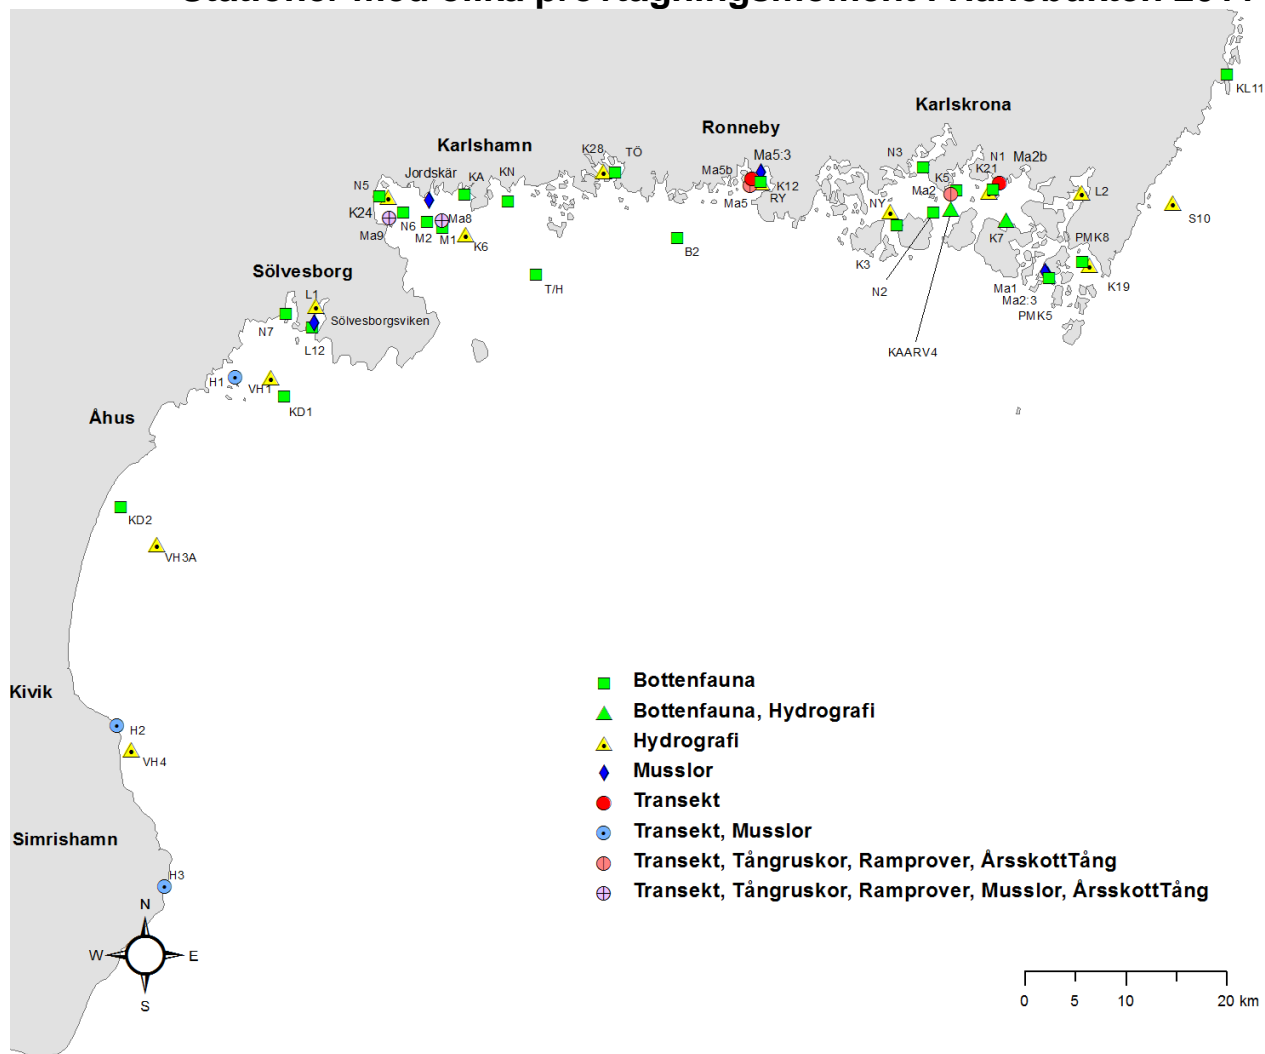 KL11
Karlskrona
Ronneby
Karlshamn
K28
TÖ
Ma5:3
N3
N1
Ma2b
Jordskär
KA
KN
Ma5b
K21
K5
N5
K12
RY
Ma2
L2
K24
Ma5
NY
S10
Ma9
N6
Ma8
M2
M1
K6
K7
PMK8
B2
K3
Sölvesborg
T/H
N2
Ma1
K19
L1
Ma2:3
PMK5
Sölvesborgsviken
N7
L12
KAARV4
H1
VH1
KD1
Åhus
KD2
VH3A
Kivik
Bottenfauna
Bottenfauna, Hydrografi
H2
Hydrografi
VH4
Musslor
Transekt
Simrishamn
Transekt, Musslor
Transekt, Tångruskor, Ramprover, ÅrsskottTång
H3
Transekt, Tångruskor, Ramprover, Musslor, ÅrsskottTång
N
W
E
S
0 5 10 20 km